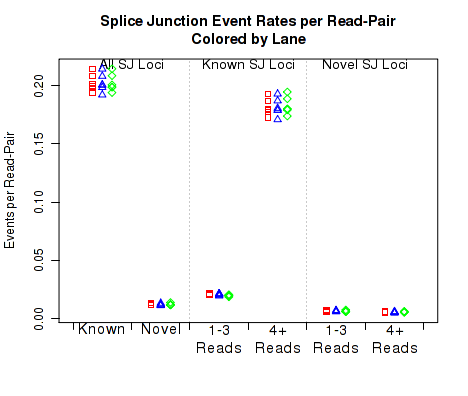 Splice Junction Event Rates per Read-Pair
Colored by Lane
All SJ Loci Known SJ Loci Novel SJ Loci
Events per Read-Pair
0.20
0.15
0.10
0.05
0.00
Known Novel 1-3 Reads 4+ Reads 1-3 Reads 4+ Reads